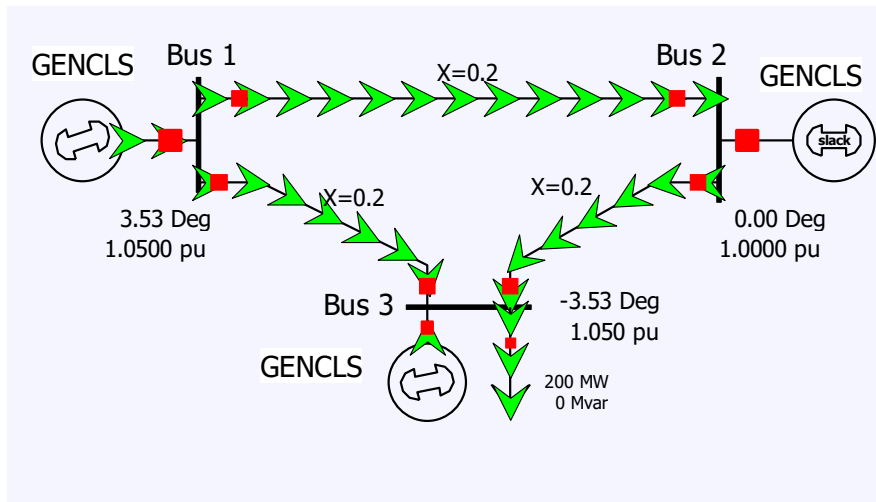 Bus 1
Bus 2
GENCLS
X=0.2
GENCLS
slack
X=0.2
X=0.2
3.53 Deg
1.0500 pu
0.00 Deg
1.0000 pu
Bus 3
-3.53 Deg
1.050 pu
GENCLS
200 MW
0 Mvar